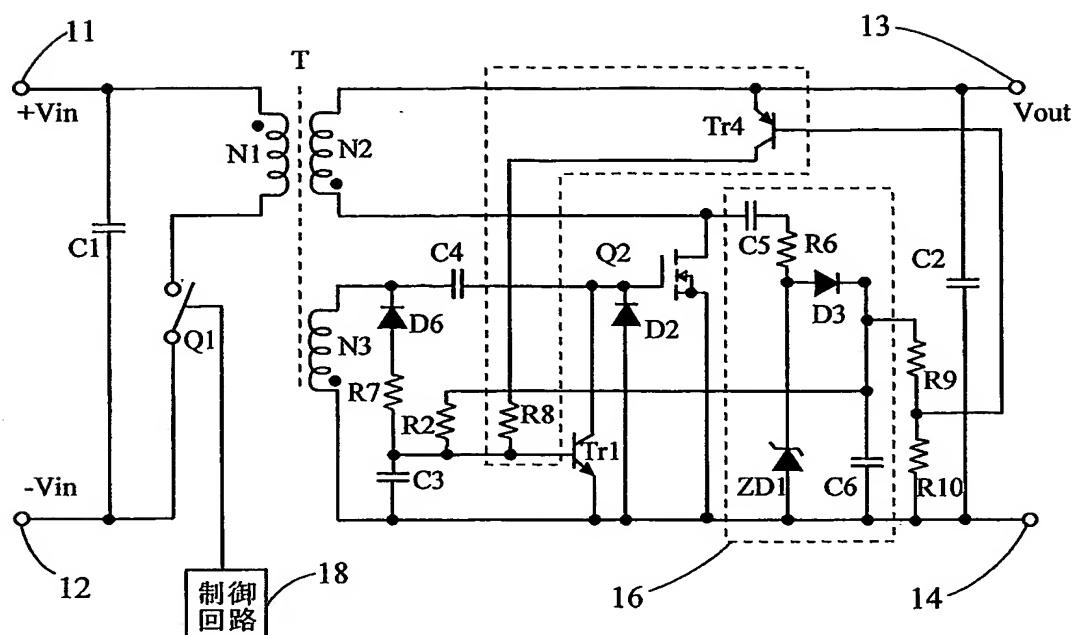 11
13
T
+Vin
Vout
Tr4
N1
N2
C1
C4
Q2
C5
R6
C2
D6
D2
D3
Q1
N3
R7
R2
R8
R9
Tr1
C3
ZD1
C6
R10
-Vin
12
18
16
14
制御
回路